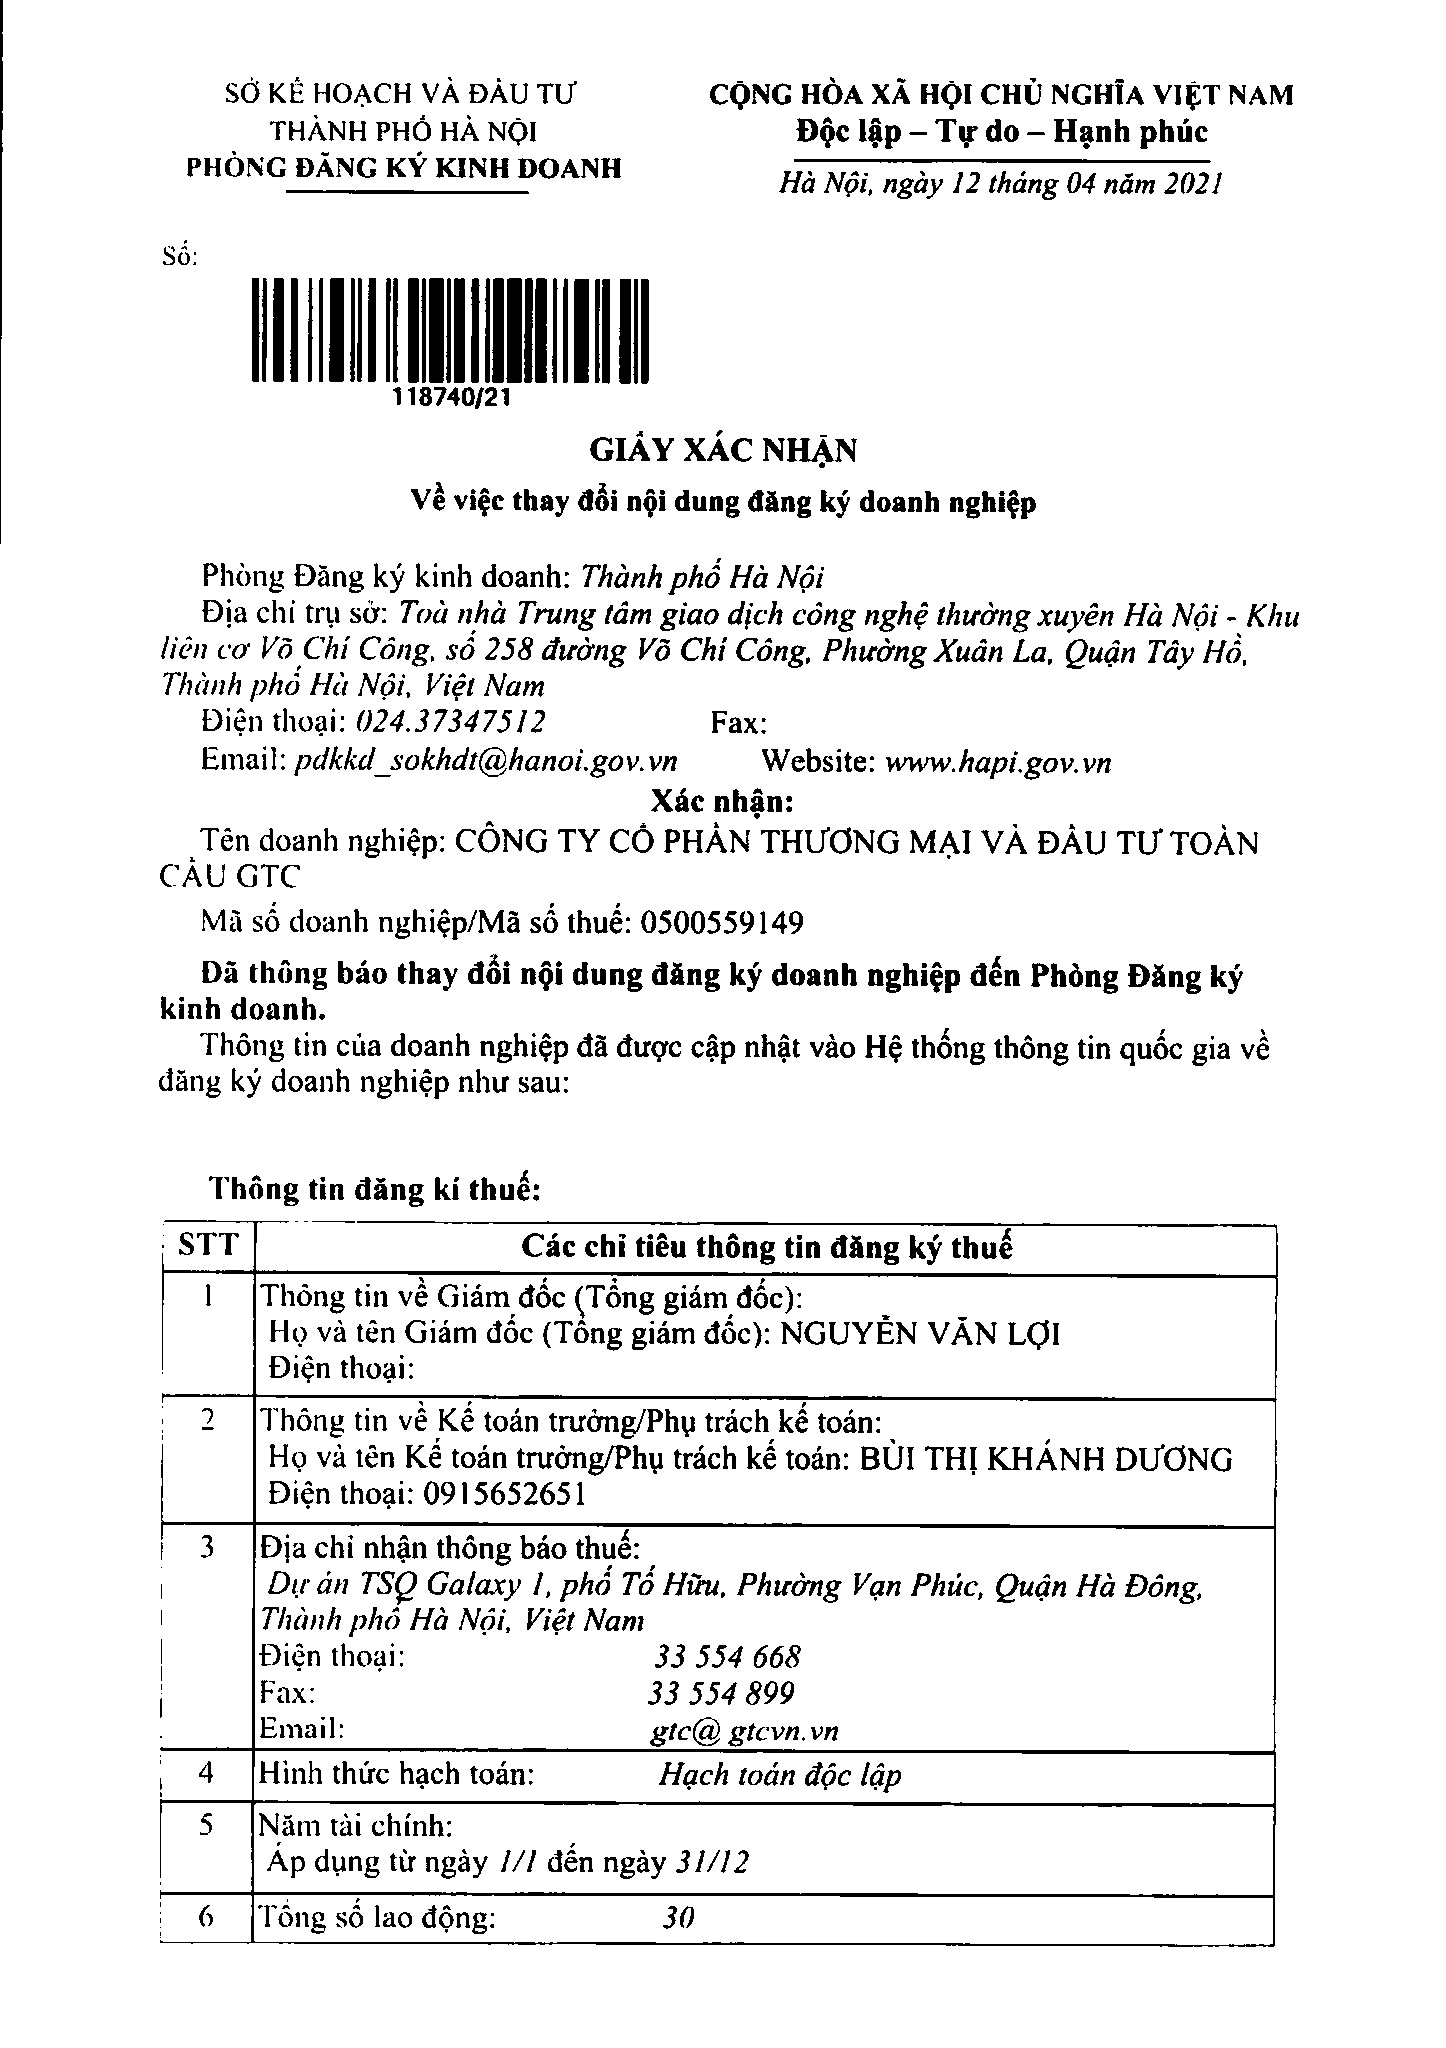 SỞ KẾ HOẠCH VÀ ĐẦU TƯ
THÀNH PHỐ HÀ NỘI
PHÒNG ĐĂNG KÝ KINH DOANH
CỘNG HÒA XÃ HỘI CHỦ NGHĨA VIỆT NAM
Độc lập – Tự do – Hạnh phúc
Hà Nội, ngày 12 tháng 04 năm 2021
Số:
118740/21
GIẤY XÁC NHẬN
Về việc thay đổi nội dung đăng ký doanh nghiệp
Phòng Đăng ký kinh doanh: Thành phố Hà Nội
Địa chỉ trụ sở: Toà nhà Trung tâm giao dịch công nghệ thường xuyên Hà Nội - Khu
liên cơ Võ Chí Công, số 258 đường Võ Chí Công, Phường Xuân La, Quận Tây Hồ,
Thành phố Hà Nội, Việt Nam
Điện thoại: 024.37347512 Fax:
Email: pdkkd_sokhdt@hanoi.gov.vn Website: www.hapi.gov.vn
Xác nhận:
Tên doanh nghiệp: CÔNG TY CỔ PHẦN THƯƠNG MẠI VÀ ĐẦU TƯ TOÀN
CẦU GTC
Mã số doanh nghiệp/Mã số thuế: 0500559149
Đã thông báo thay đổi nội dung đăng ký doanh nghiệp đến Phòng Đăng ký
kinh doanh.
Thông tin của doanh nghiệp đã được cập nhật vào Hệ thống thông tin quốc gia về
đăng ký doanh nghiệp như sau:
Thông tin đăng kí thuế:
STT Các chỉ tiêu thông tin đăng ký thuế
1 Thông tin về Giám đốc (Tổng giám đốc):
Họ và tên Giám đốc (Tổng giám đốc): NGUYỄN VĂN LỢI
Điện thoại:
2 Thông tin về Kế toán trưởng/Phụ trách kế toán:
Họ và tên Kế toán trưởng/Phụ trách kế toán: BÙI THỊ KHÁNH DƯƠNG
Điện thoại: 0915652651
3 Địa chỉ nhận thông báo thuế:
Dự án TSQ Galaxy 1, phố Tố Hữu, Phường Vạn Phúc, Quận Hà Đông,
Thành phố Hà Nội, Việt Nam
Điện thoại: 33 554 668
Fax: 33 554 899
Email: gtc@ gtcvn.vn
4 Hình thức hạch toán: Hạch toán độc lập
5 Năm tài chính:
Áp dụng từ ngày 1/1 đến ngày 31/12
6 Tổng số lao động: 30